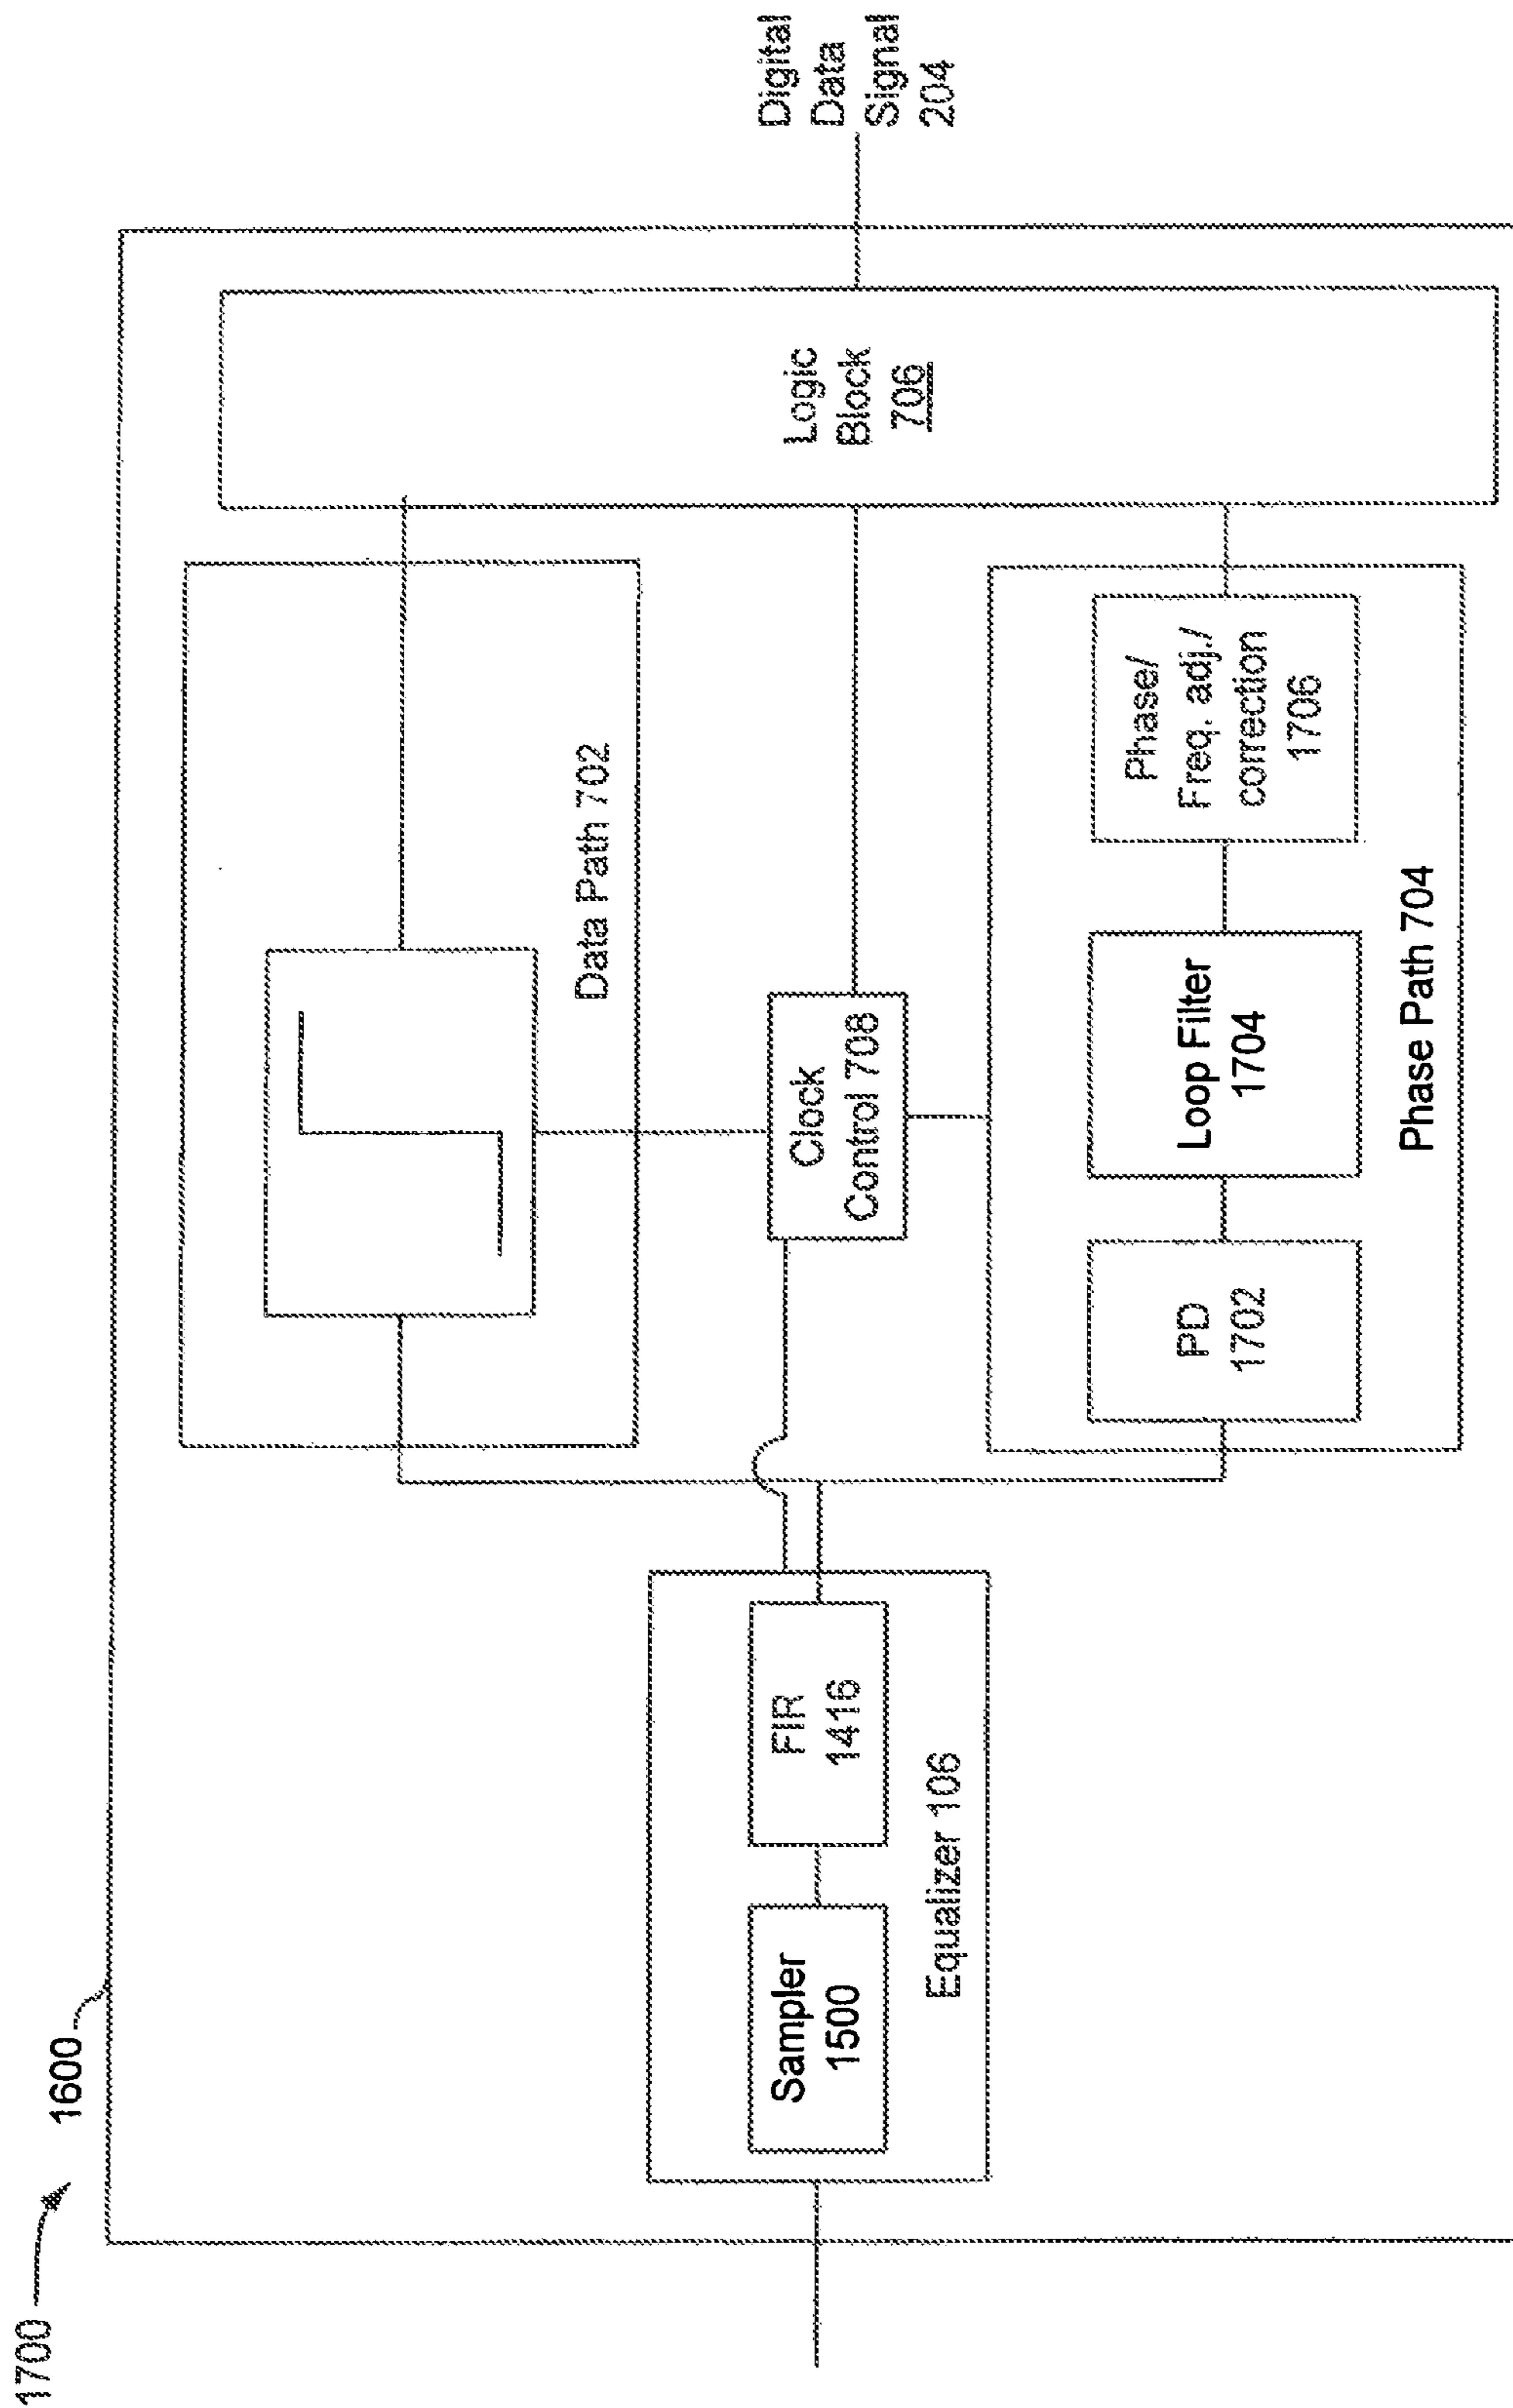 1700
1600
Sampler
1500
FIR
1416
Equalizer 106
Data Path 702
Clock
Control 708
PD
1702
Loop Filter
1704
Phase/
Freq. adj./
correction
1706
Phase Path 704
Logic
Block
706
Digital
Data
Signal
204